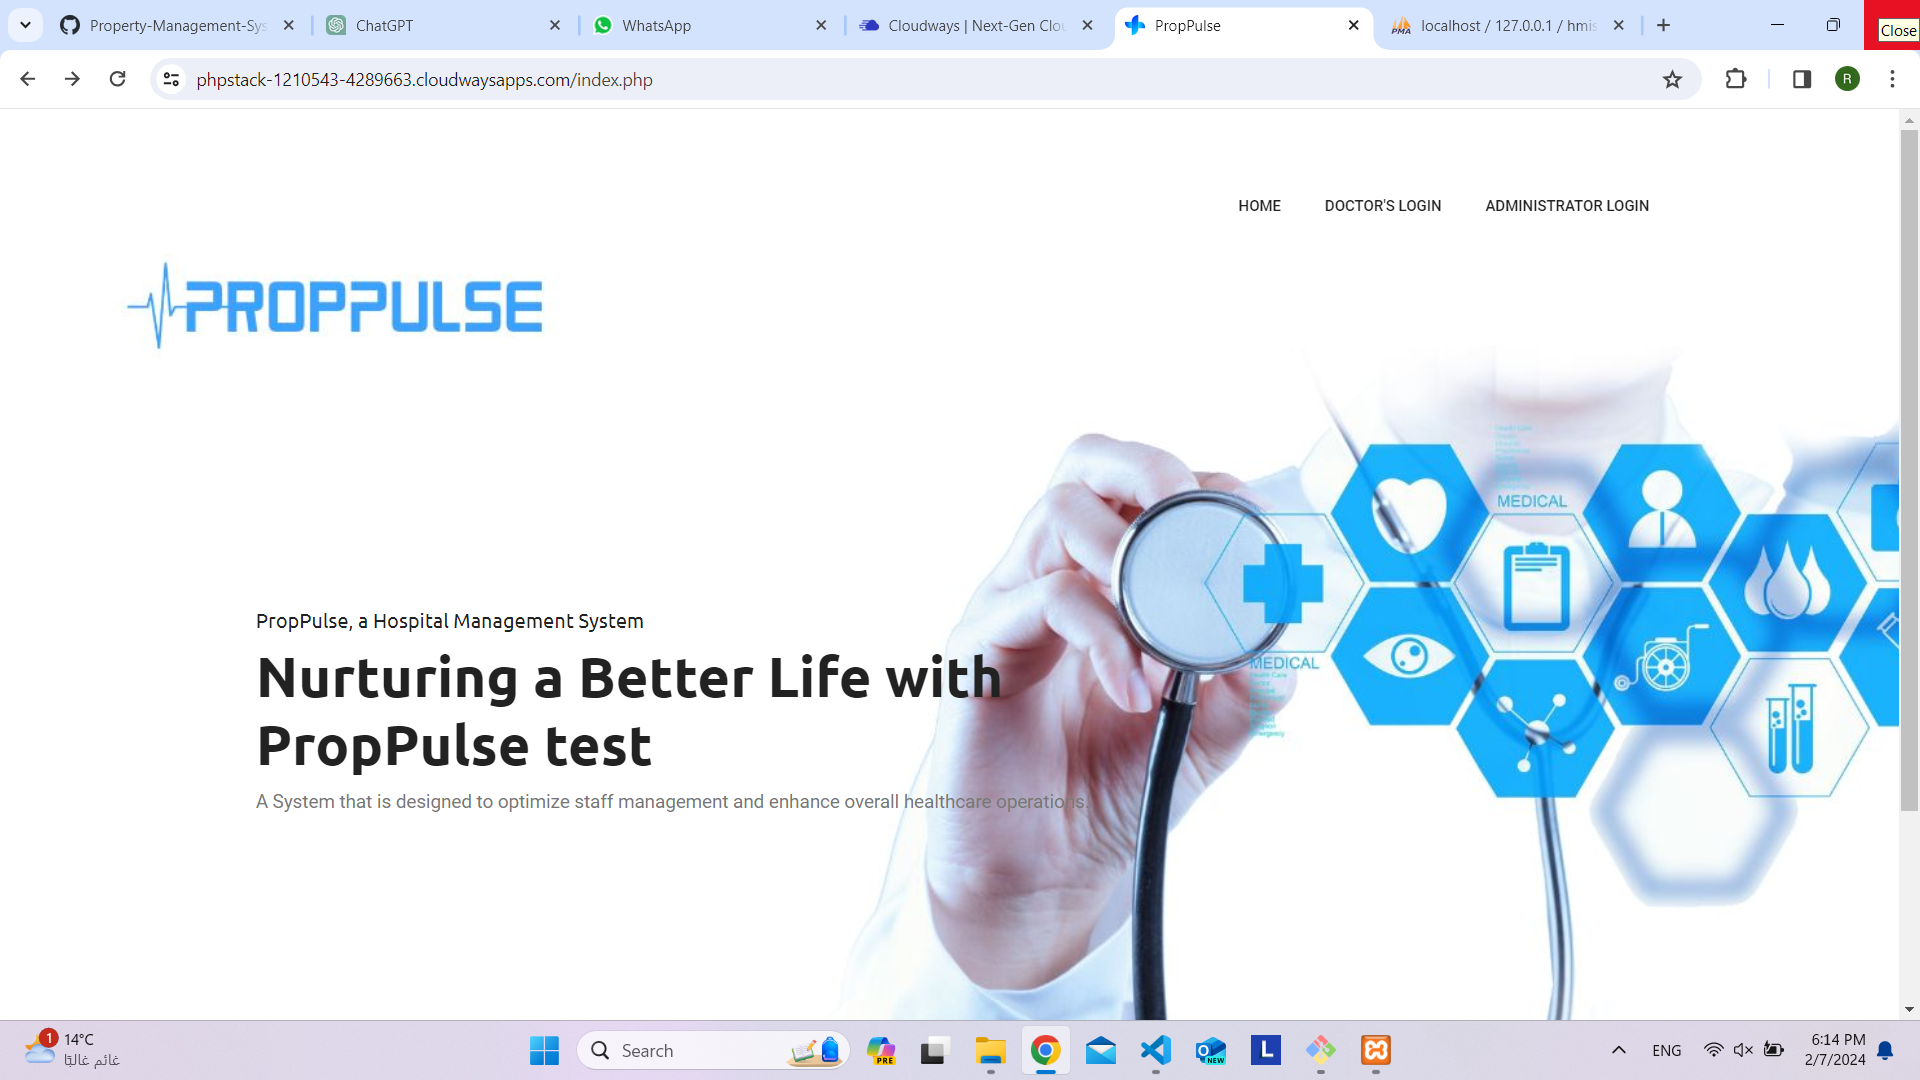 Property-Management-Sys
ChatGPT
WhatsApp
Cloudways | Next-Gen Clou
PropPulse
localhost / 127.0.0.1 / hmis
Close
phpstack-1210543-4289663.cloudwaysapps.com/index.php
R
HOME
DOCTOR'S LOGIN
ADMINISTRATOR LOGIN
PROPPULSE
MEDICAL
MEDICAL
PropPulse, a Hospital Management System
Nurturing a Better Life with
PropPulse test
A System that is designed to optimize staff management and enhance overall healthcare operations.
1
14°C
غائم غالبًا
Search
PRE
NEW
L
ENG
6:14 PM
2/7/2024